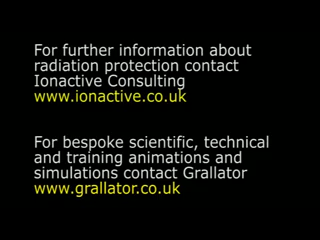 For further information about
radiation protection contact
Ionactive Consulting
www.ionactive.co.uk
For bespoke scientific, technical
and training animations and
simulations contact Grallator
www.grallator.co.uk